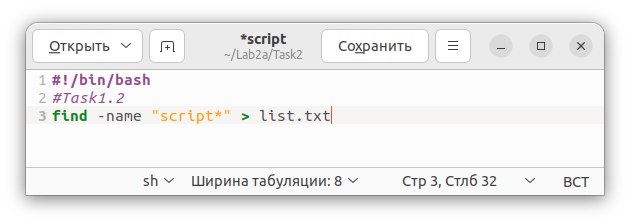 Открыть
*script
~/Lab2a/Task2
Сохранить
1 #!/bin/bash
2 #Task1.2
3 find -name "script*" > list.txt
sh Ширина табуляции: 8 Стр 3, Стлб 32 ВСТ